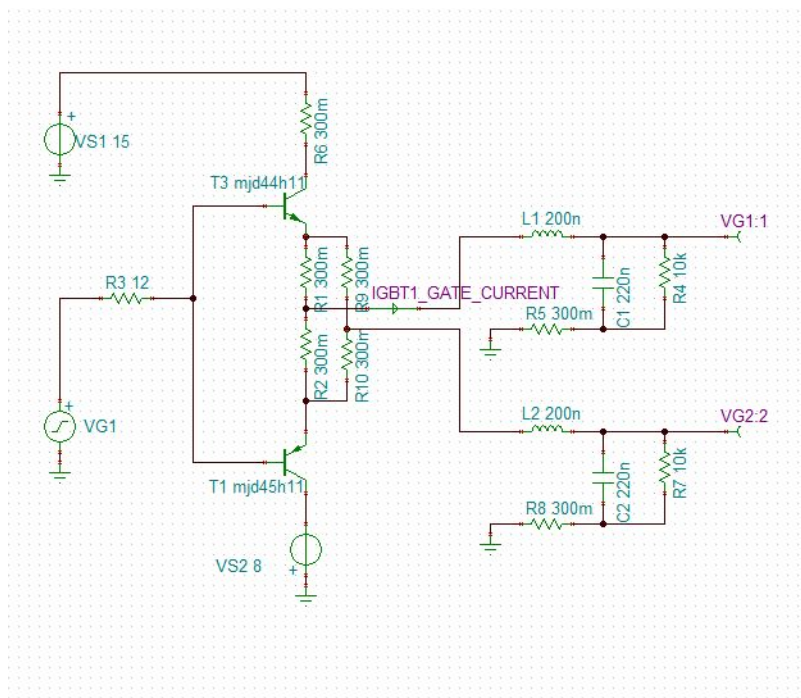 +
VS1 15
R6 300m
T3 mjd44h11
R3 12
R1 300m
R9 300m
IGBT1_GATE_CURRENT
R2 300m
R10 300m
L1 200n
VG1:1
C1 220n
R4 10k
R5 300m
+
VG1
T1 mjd45h11
VS2 8
+
L2 200n
VG2:2
C2 220n
R7 10k
R8 300m